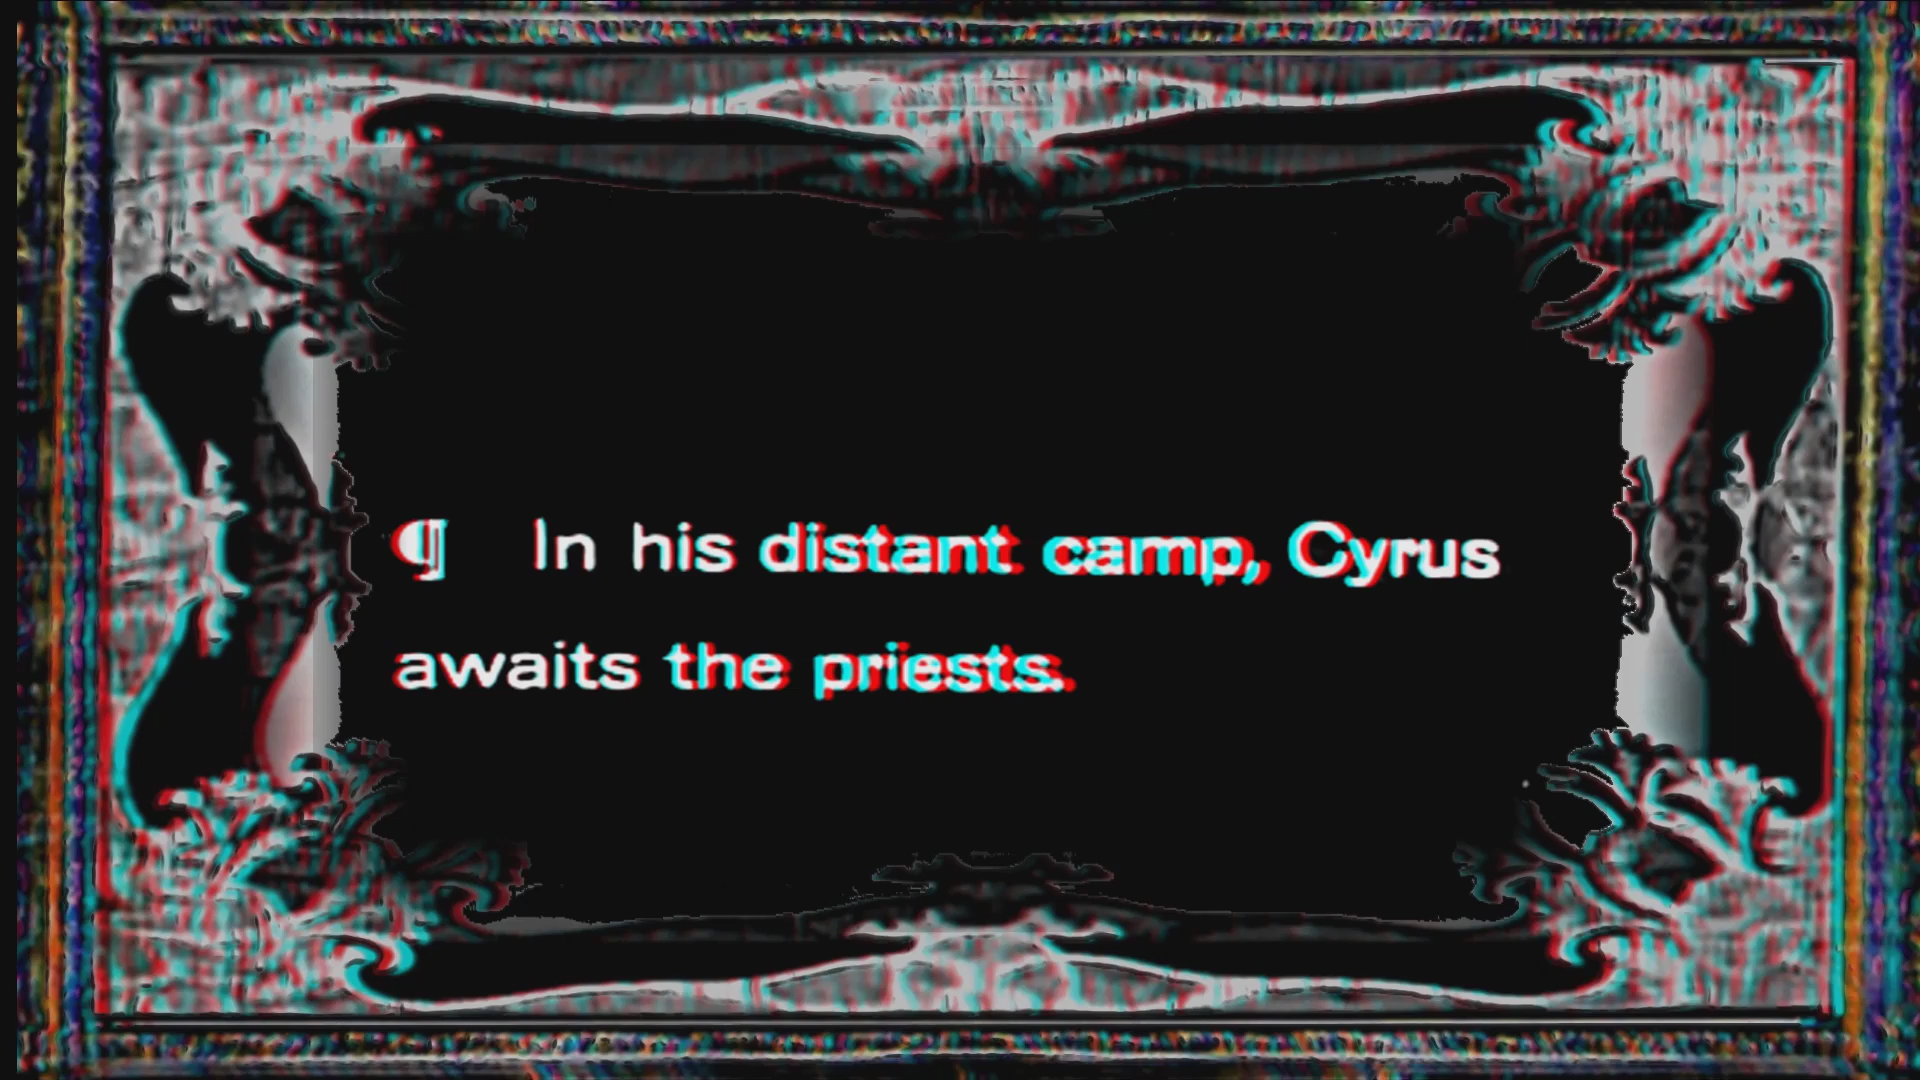 ¶ In his distant camp, Cyrus
awaits the priests.